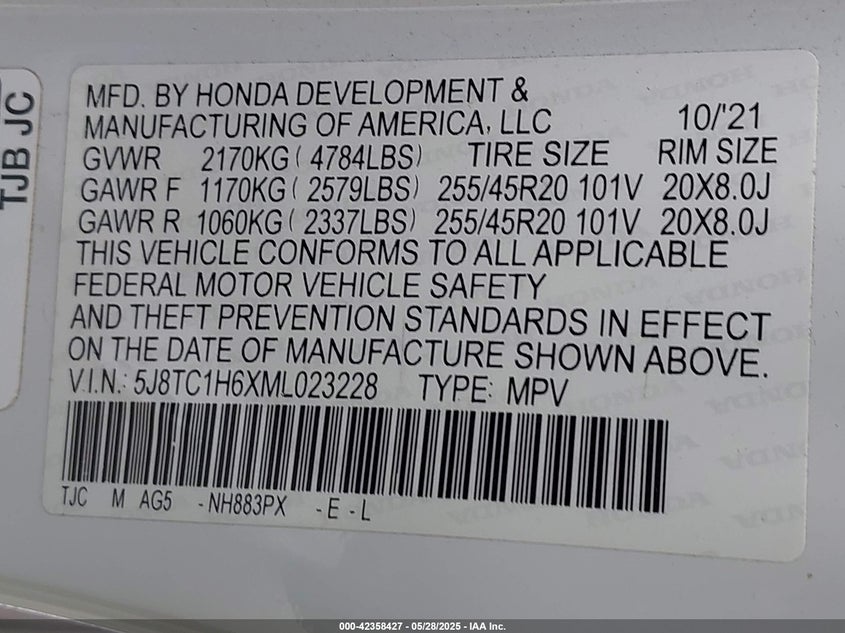 TJB JC
MFD. BY HONDA DEVELOPMENT &
MANUFACTURING OF AMERICA, LLC 10/'21
GVWR 2170KG ( 4784LBS) TIRE SIZE RIM SIZE
GAWR F 1170KG ( 2579LBS) 255/45R20 101V 20X8.0J
GAWR R 1060KG ( 2337LBS) 255/45R20 101V 20X8.0J
THIS VEHICLE CONFORMS TO ALL APPLICABLE
FEDERAL MOTOR VEHICLE SAFETY
AND THEFT PREVENTION STANDARDS IN EFFECT
ON THE DATE OF MANUFACTURE SHOWN ABOVE.
V.I.N.: 5J8TC1H6XML023228 TYPE: MPV
TJC M AG5 -NH883PX -E -L
000-42358427 - 05/28/2025 - IAA Inc.